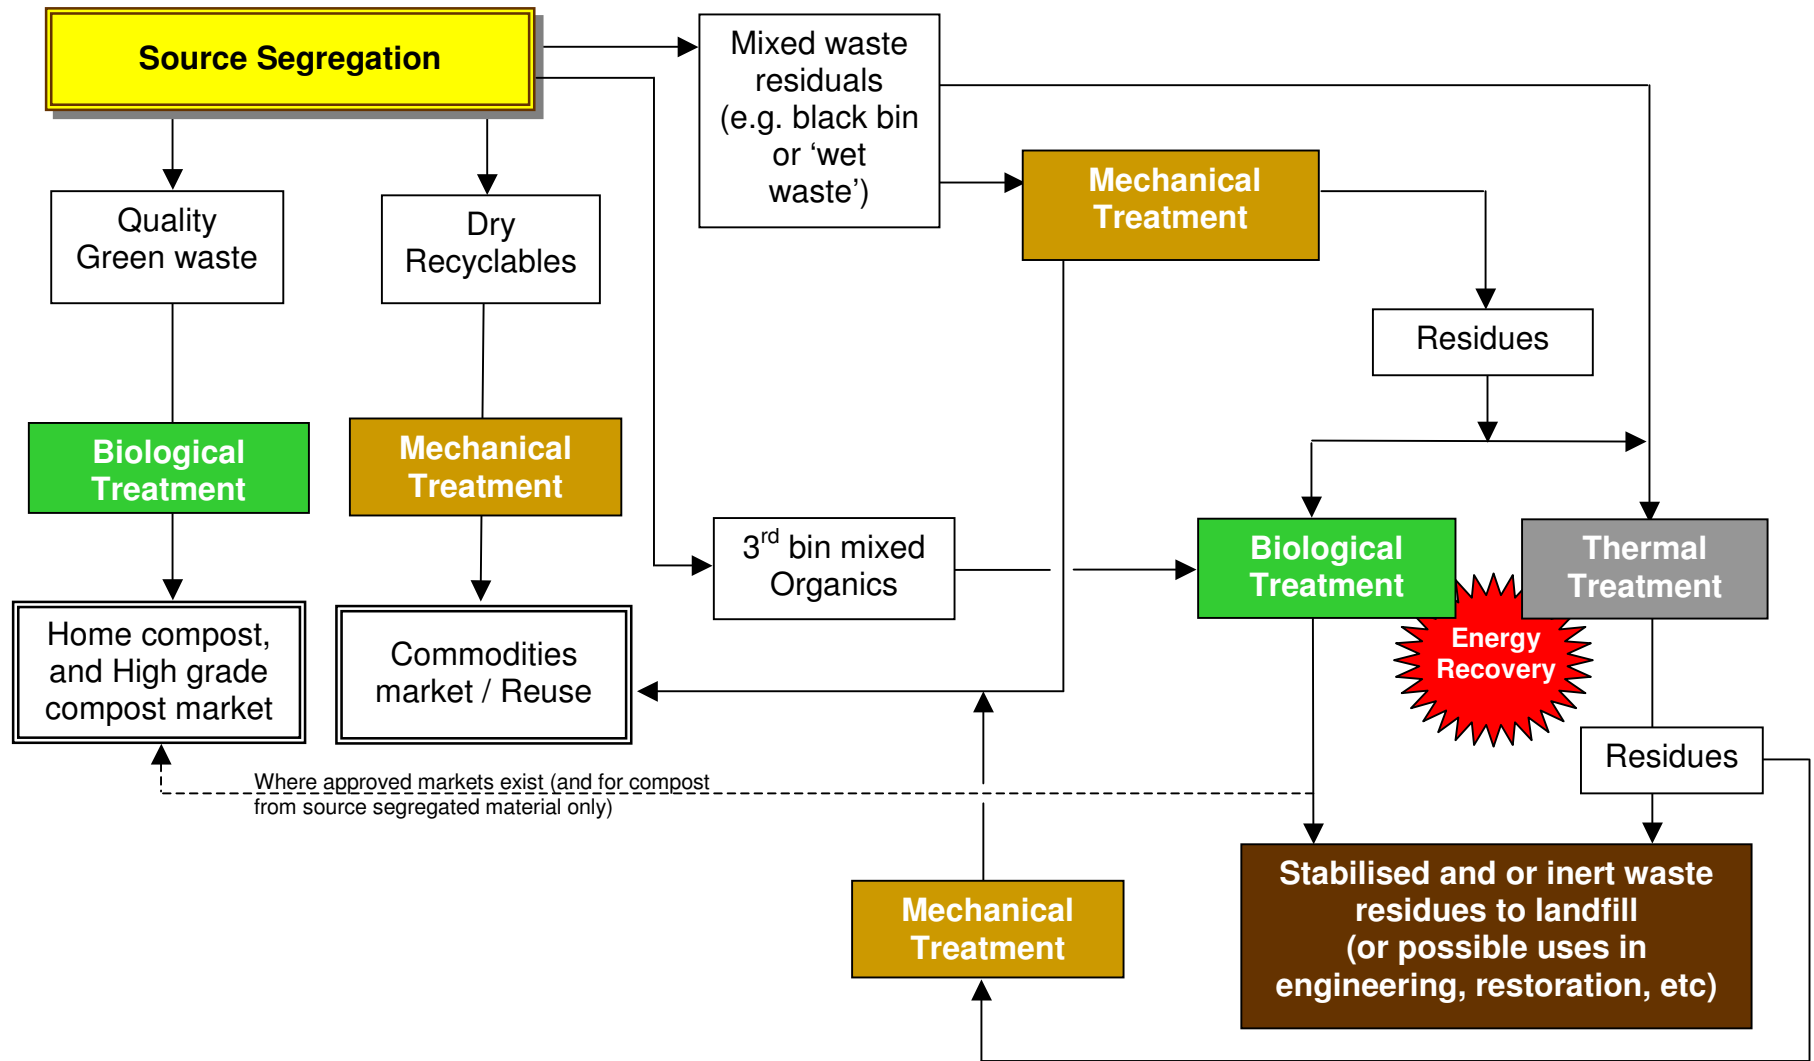 Source Segregation
Mixed waste
residuals
(e.g. black bin
or ‘wet
waste’)
Mechanical
Treatment
Quality
Green waste
Dry
Recyclables
Residues
Biological
Treatment
Mechanical
Treatment
3rd bin mixed
Organics
Biological
Treatment
Thermal
Treatment
Energy
Recovery
Home compost,
and High grade
compost market
Commodities
market / Reuse
Residues
Where approved markets exist (and for compost
from source segregated material only)
Mechanical
Treatment
Stabilised and or inert waste
residues to landfill
(or possible uses in
engineering, restoration, etc)